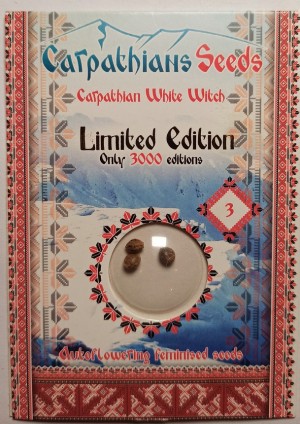 Carpathians Seeds
Carpathian White Witch
Limited Edition
Only 3000 editions
3
Autoflowering feminised seeds